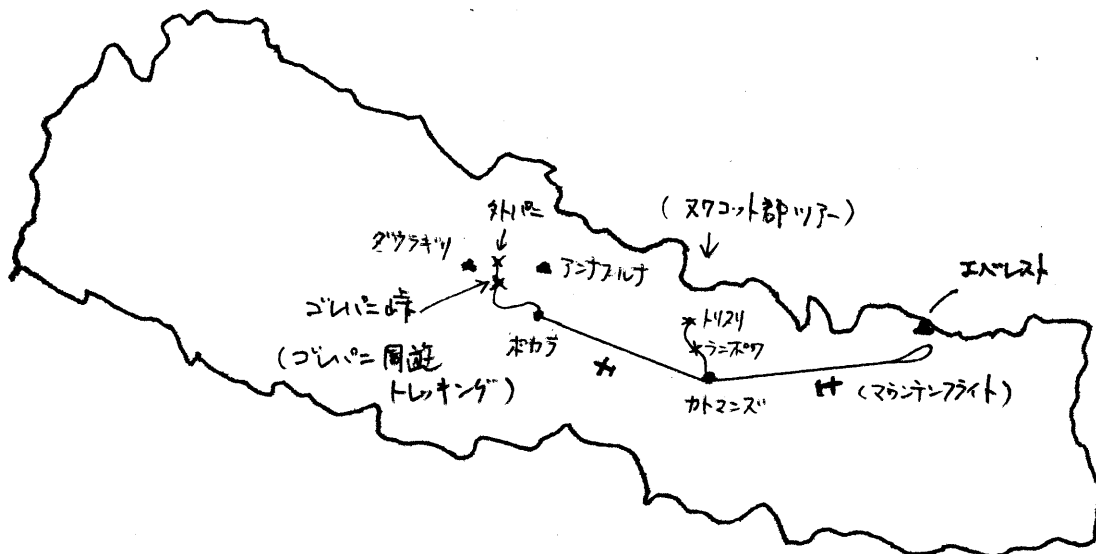 (ヌワコット郡ツアー)
タトパニ
ダウラギリ
アンナプルナ
エベレスト
ゴレパニ峠
トリスリ
ポカラ
ラニポワ
(ゴレパニ周遊
トレッキング)
カトマンズ
(マウンテンフライト)